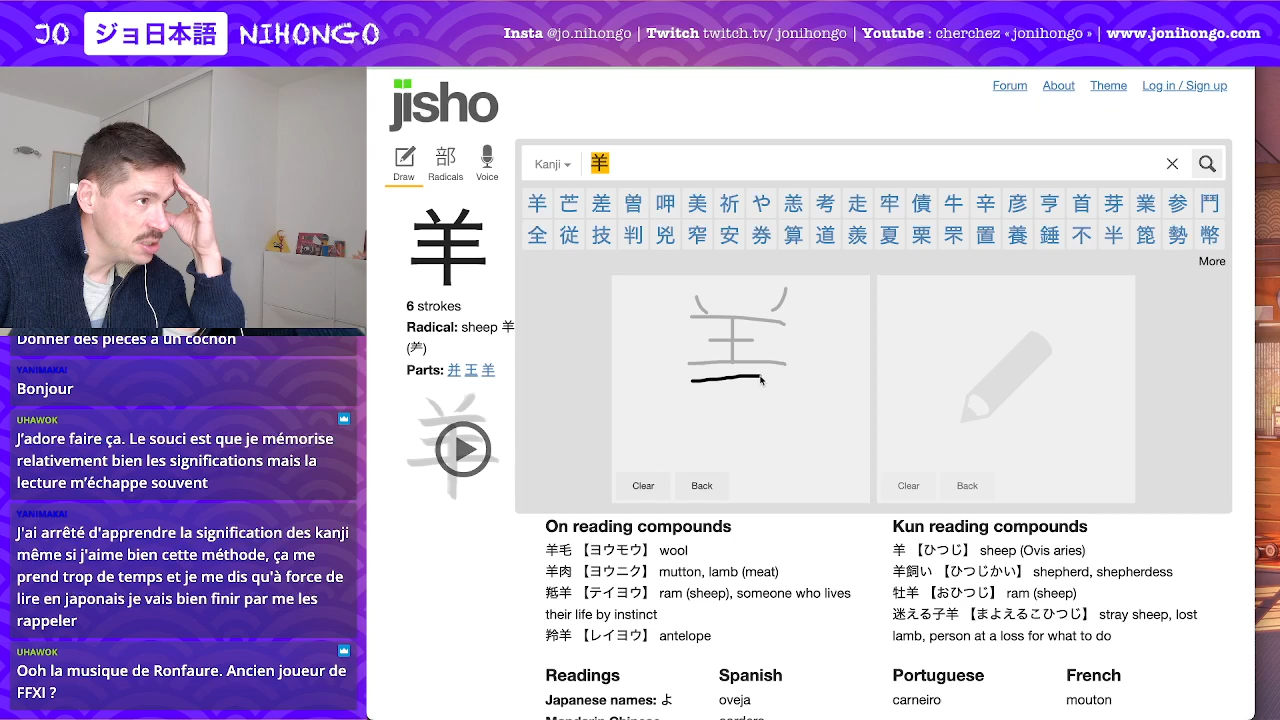 JO ジョ日本語 NIHONGO
Insta @jo.nihongo | Twitch twitch.tv/ jonihongo | Youtube : cherchez « jonihongo » | www.jonihongo.com
jisho
Forum About Theme Log in / Sign up
Draw 部 Radicals Voice
Kanji 羊
羊 芒 差 曽 呷 美 祈 や 恙 考 走 牢 債 牛 辛 彦 亨 首 芽 業 参 鬥
全 従 技 判 兇 窄 安 券 算 道 羨 夏 栗 罘 置 養 錘 不 半 箆 勢 幣
More
羊
6 strokes
Radical: sheep 羊
(⺶)
Parts: 并 王 羊
羊
Clear Back
Clear Back
On reading compounds
羊毛 【ヨウモウ】 wool
羊肉 【ヨウニク】 mutton, lamb (meat)
羝羊 【テイヨウ】 ram (sheep), someone who lives
their life by instinct
羚羊 【レイヨウ】 antelope
Kun reading compounds
羊 【ひつじ】 sheep (Ovis aries)
羊飼い 【ひつじかい】 shepherd, shepherdess
牡羊 【おひつじ】 ram (sheep)
迷える子羊 【まよえるこひつじ】 stray sheep, lost
lamb, person at a loss for what to do
Readings
Japanese names: よ
Mandarin Chinese
Spanish
oveja
cordero
Portuguese
carneiro
French
mouton
Donner des pièces à un cochon
YANIMAKA!
Bonjour
UHAWOK
J’adore faire ça. Le souci est que je mémorise
relativement bien les significations mais la
lecture m’échappe souvent
YANIMAKA!
J'ai arrêté d'apprendre la signification des kanji
même si j'aime bien cette méthode, ça me
prend trop de temps et je me dis qu'à force de
lire en japonais je vais bien finir par me les
rappeler
UHAWOK
Ooh la musique de Ronfaure. Ancien joueur de
FFXI ?